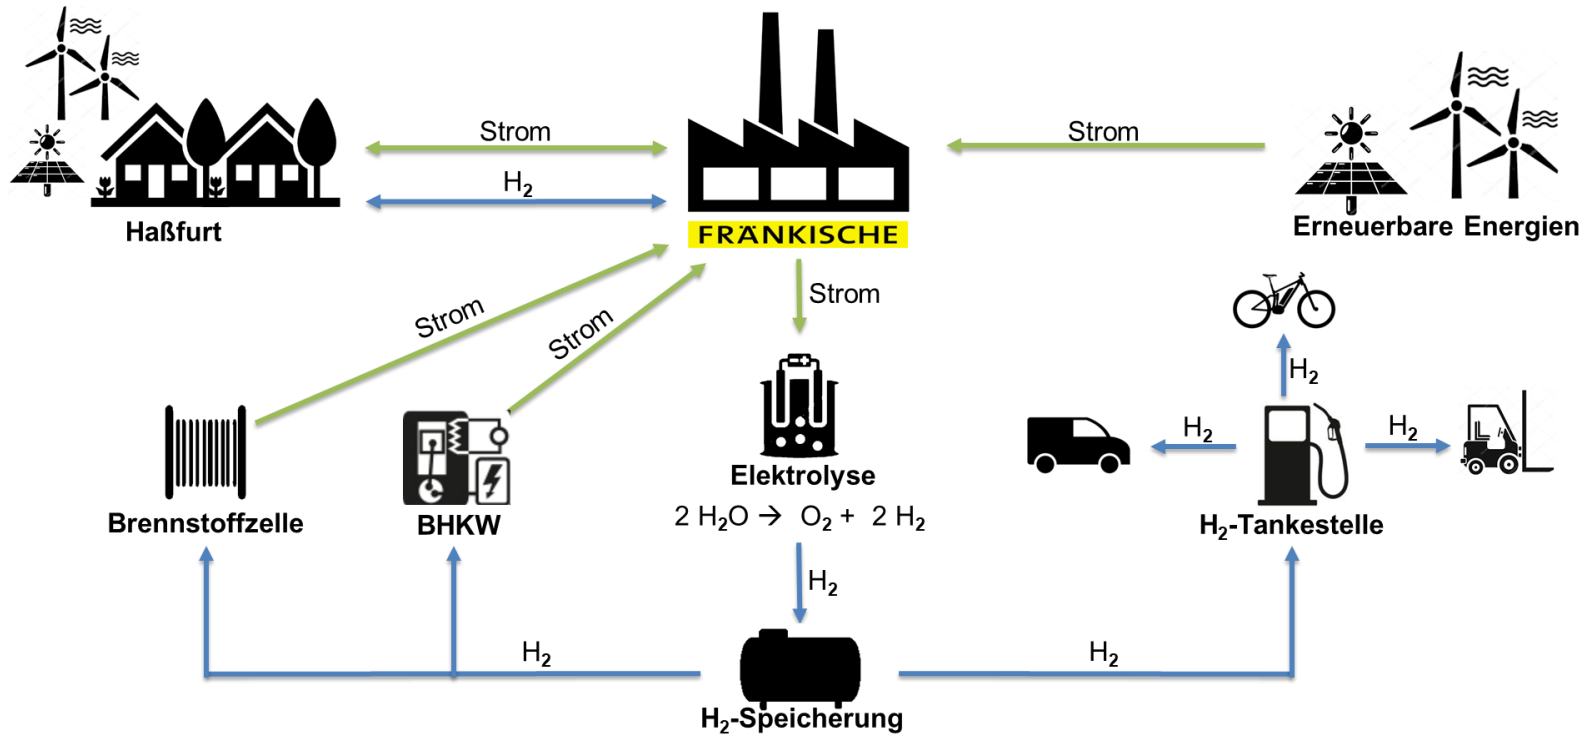 Strom
Strom
H₂
Haßfurt
FRÄNKISCHE
Erneuerbare Energien
Strom
Strom
Strom
H₂
H₂
H₂
Brennstoffzelle
BHKW
Elektrolyse
2 H₂O → O₂ + 2 H₂
H₂-Tankestelle
H₂
H₂
H₂
H₂-Speicherung